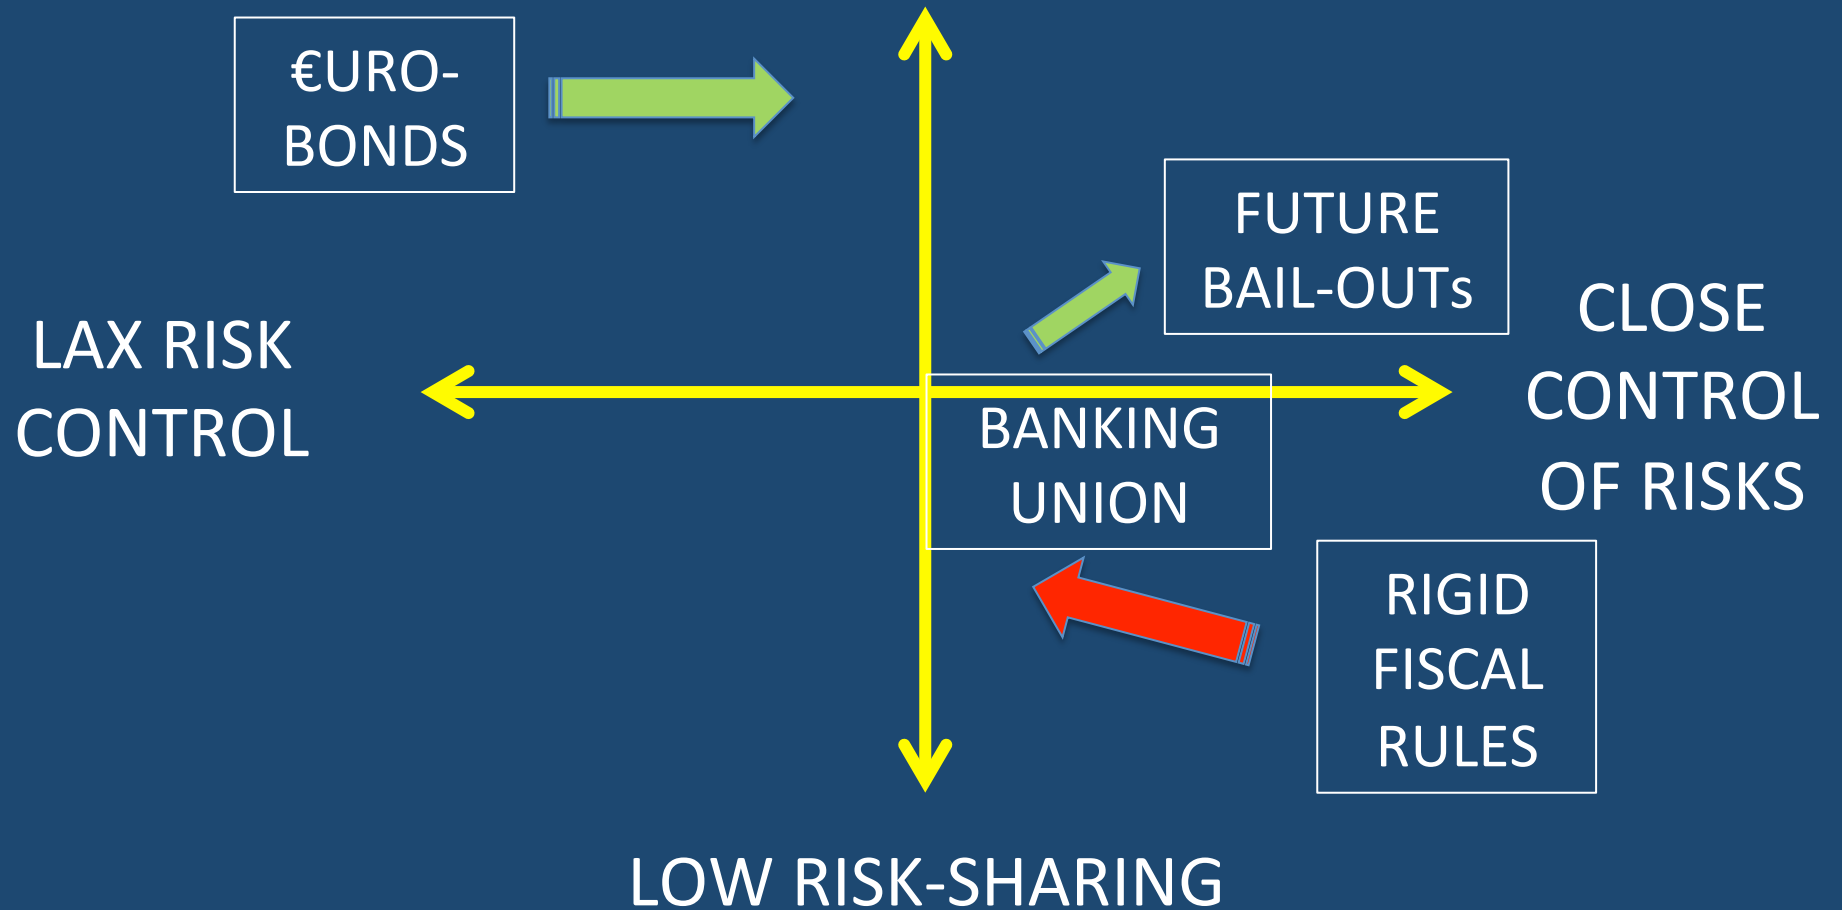 €URO-
BONDS
FUTURE
BAIL-OUTs
LAX RISK
CONTROL
CLOSE
CONTROL
OF RISKS
BANKING
UNION
RIGID
FISCAL
RULES
LOW RISK-SHARING